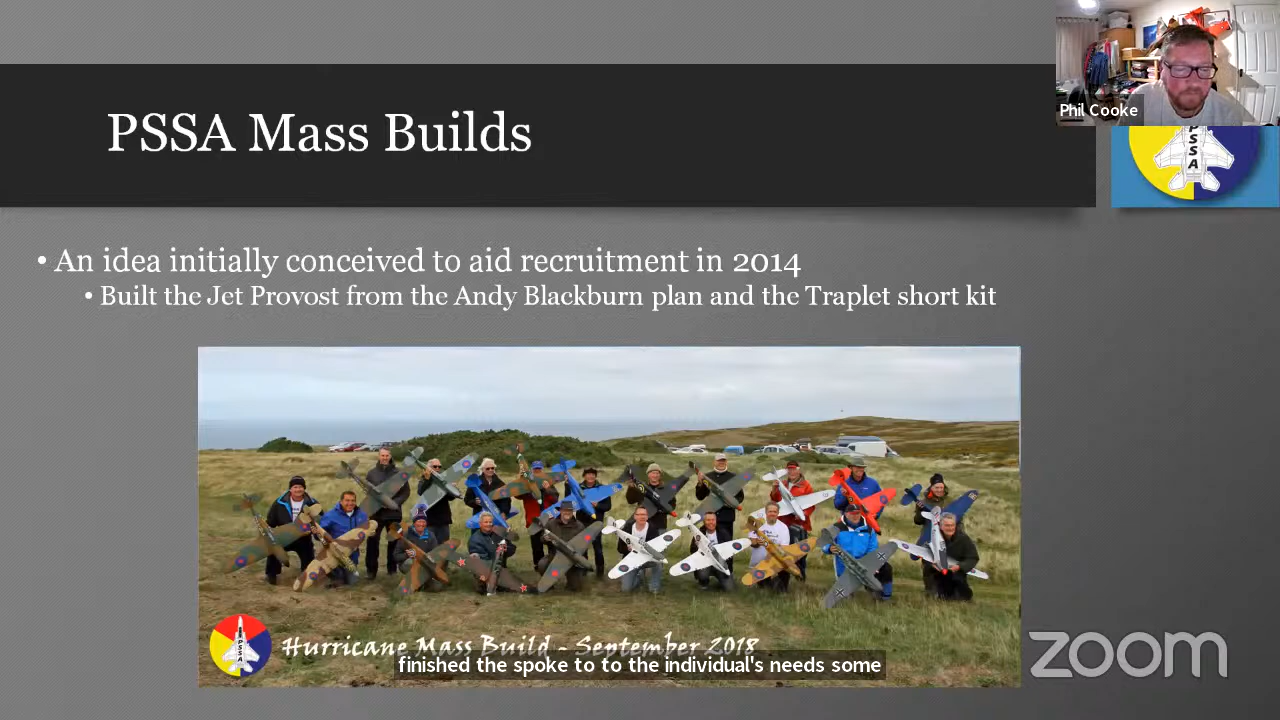 PSSA Mass Builds
Phil Cooke
PSSA
• An idea initially conceived to aid recruitment in 2014
• Built the Jet Provost from the Andy Blackburn plan and the Traplet short kit
Hurricane Mass Build - September 2018
finished the spoke to to the individual's needs some
zoom